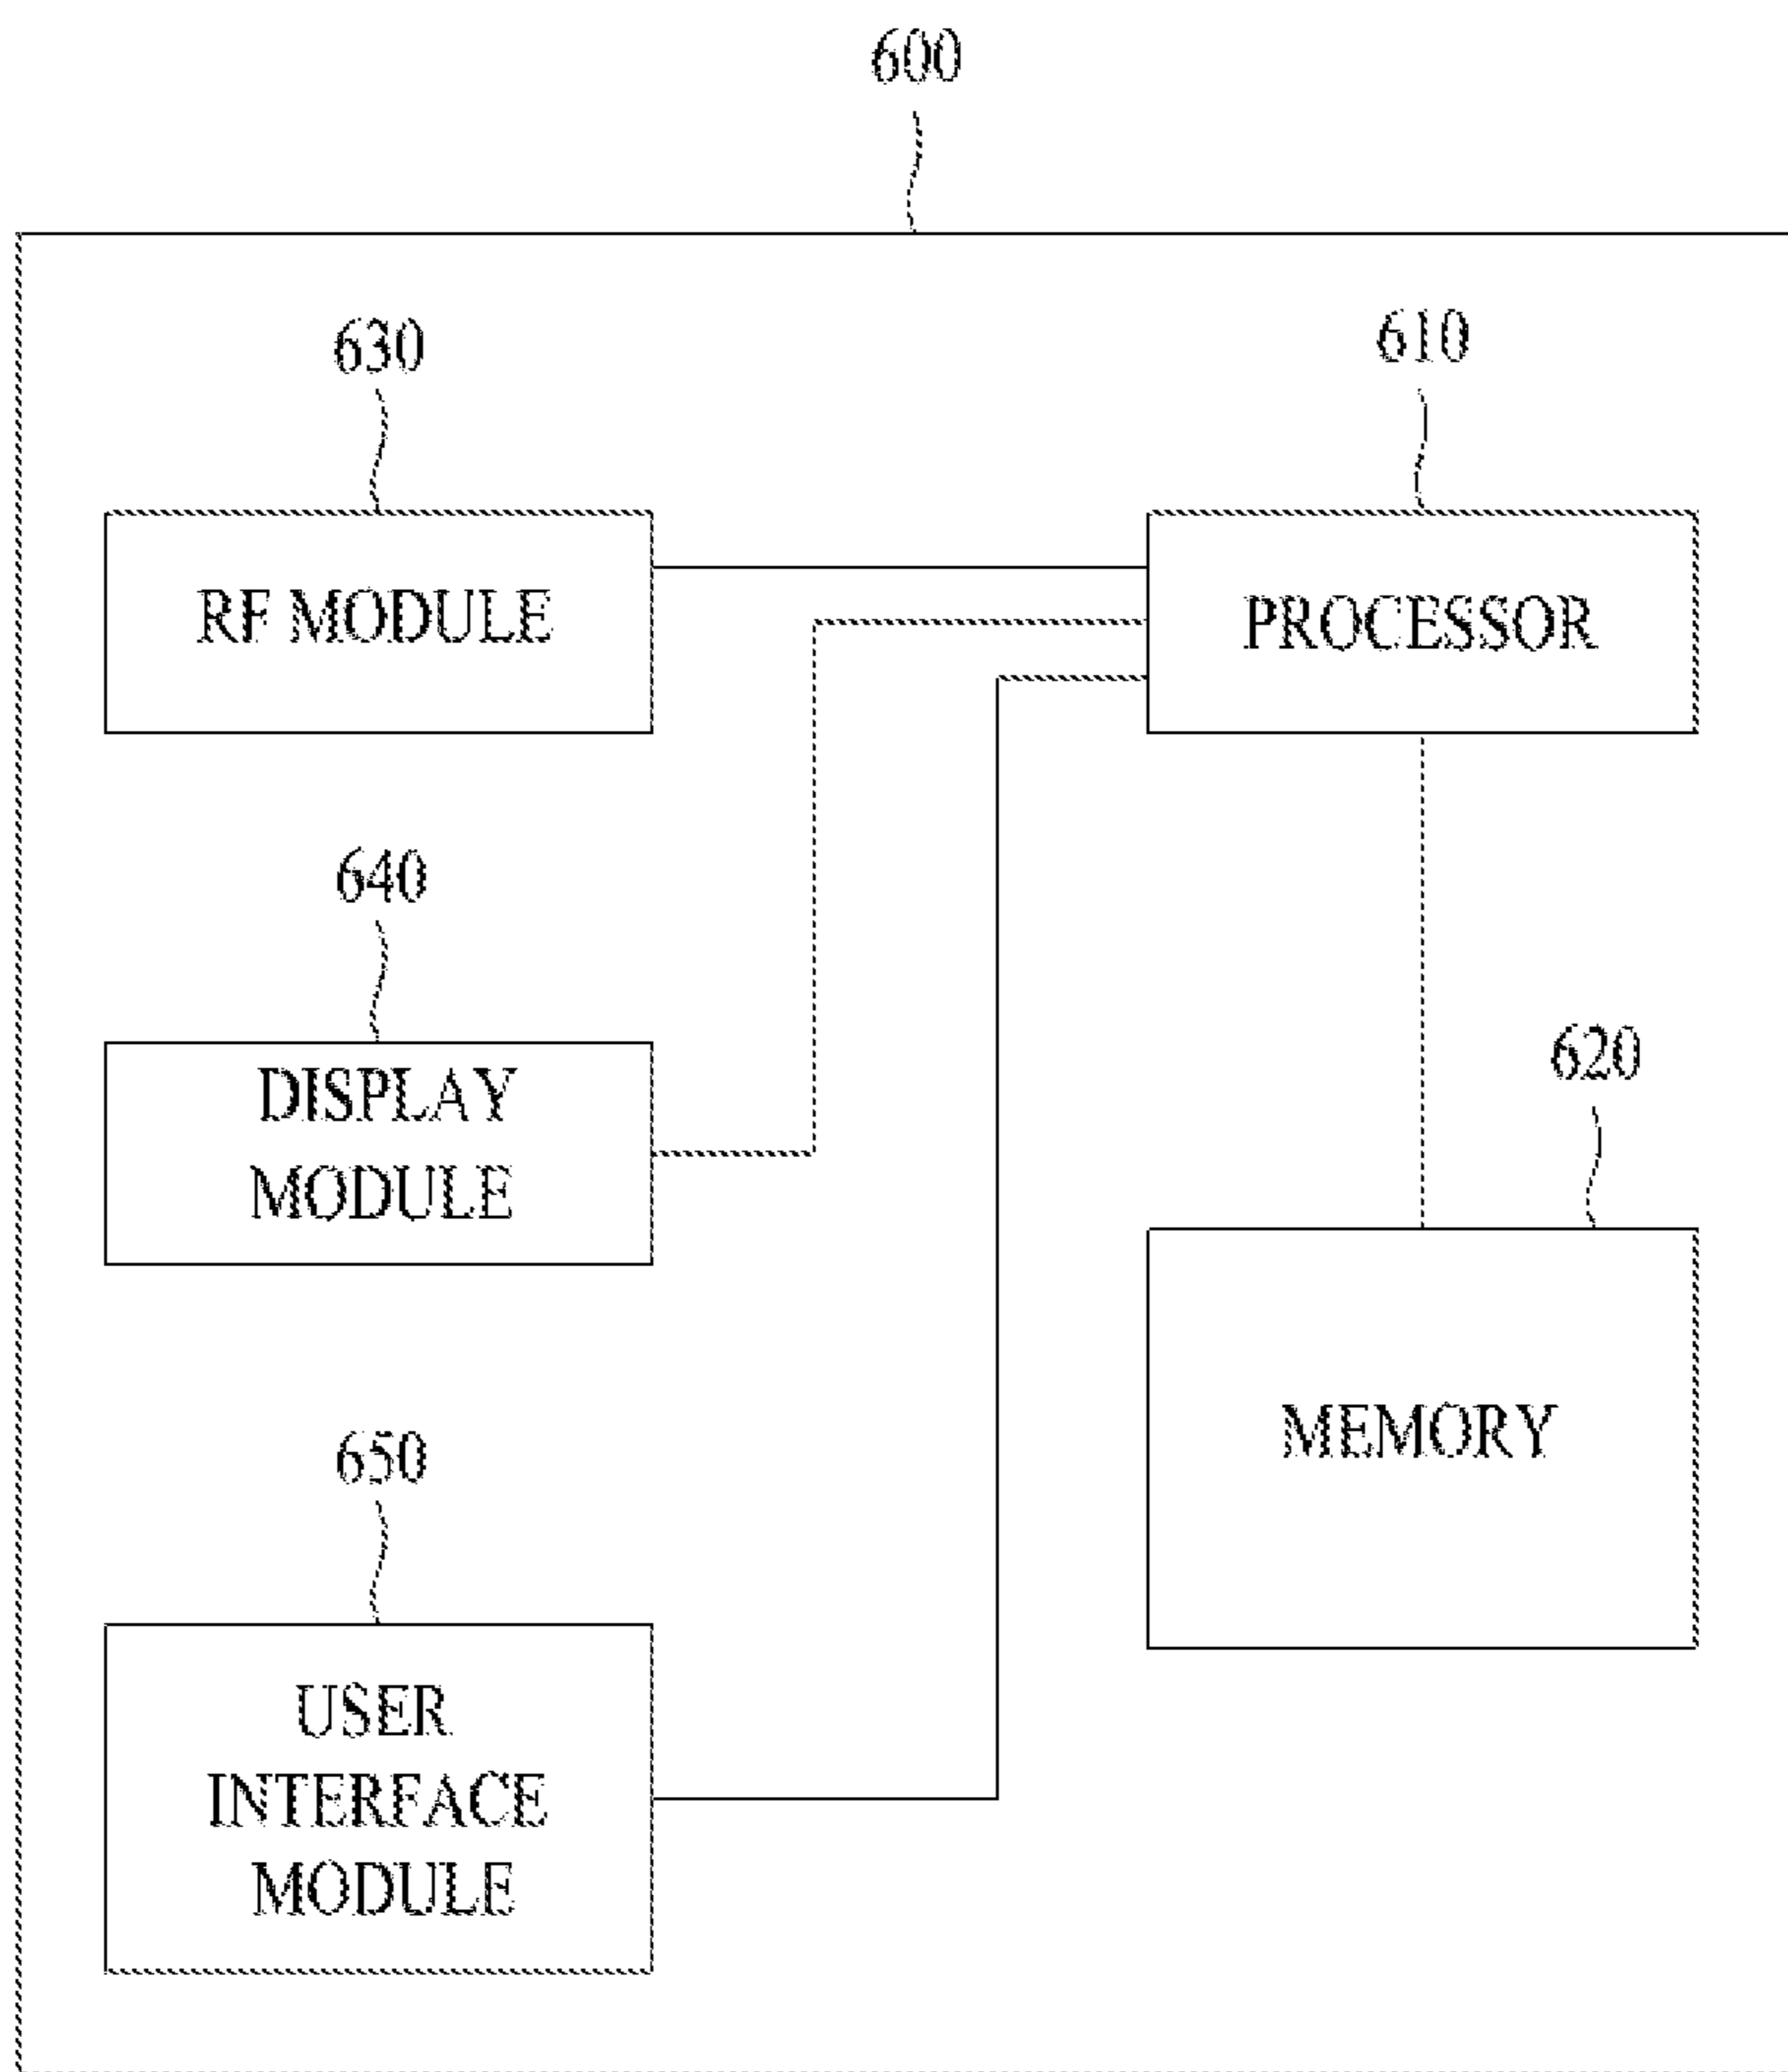 600
630
610
RF MODULE
PROCESSOR
640
DISPLAY
MODULE
620
MEMORY
650
USER
INTERFACE
MODULE